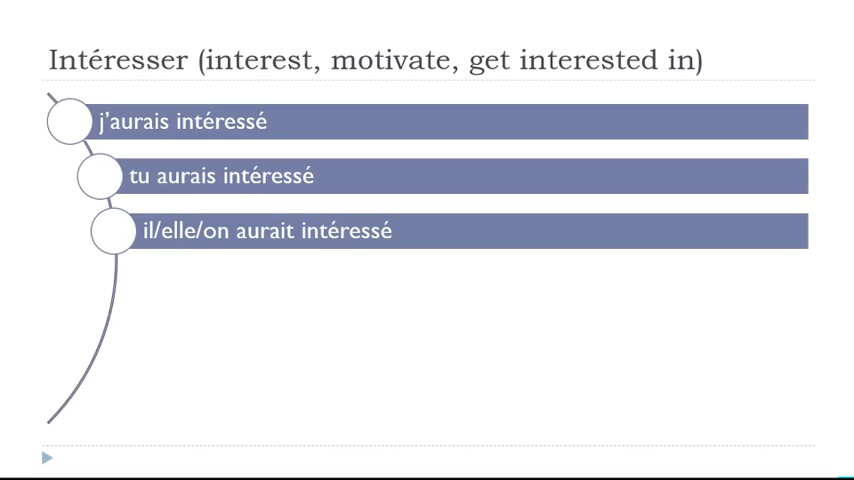 Intéresser (interest, motivate, get interested in)
j’aurais intéressé
tu aurais intéressé
il/elle/on aurait intéressé